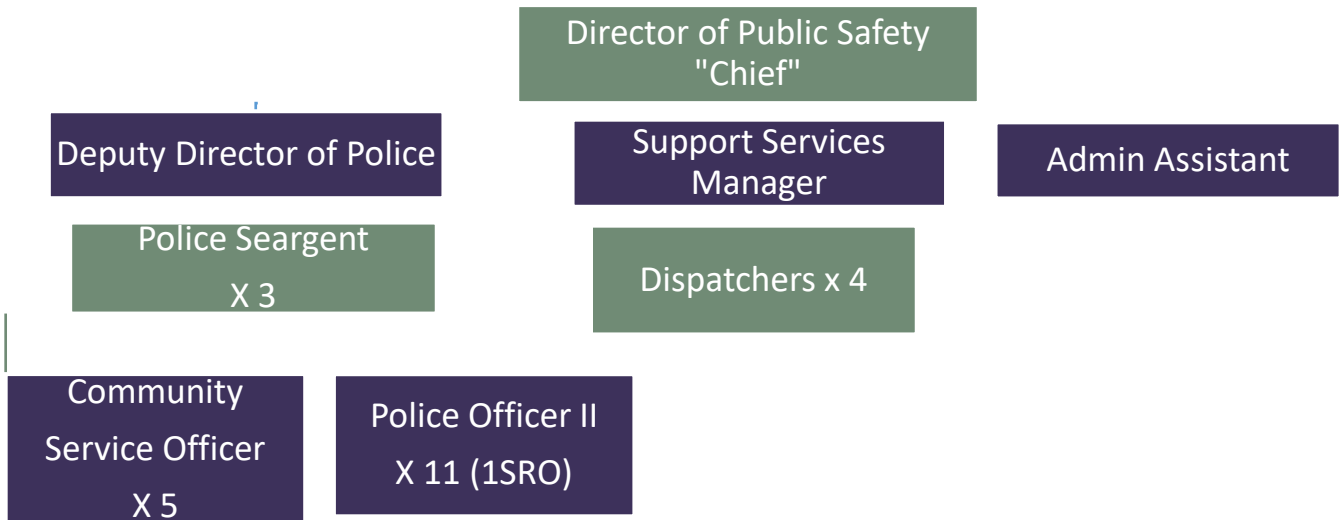 Director of Public Safety
"Chief"
Deputy Director of Police
Support Services
Manager
Admin Assistant
Police Seargent
X 3
Dispatchers x 4
Community
Service Officer
X 5
Police Officer II
X 11 (1SRO)